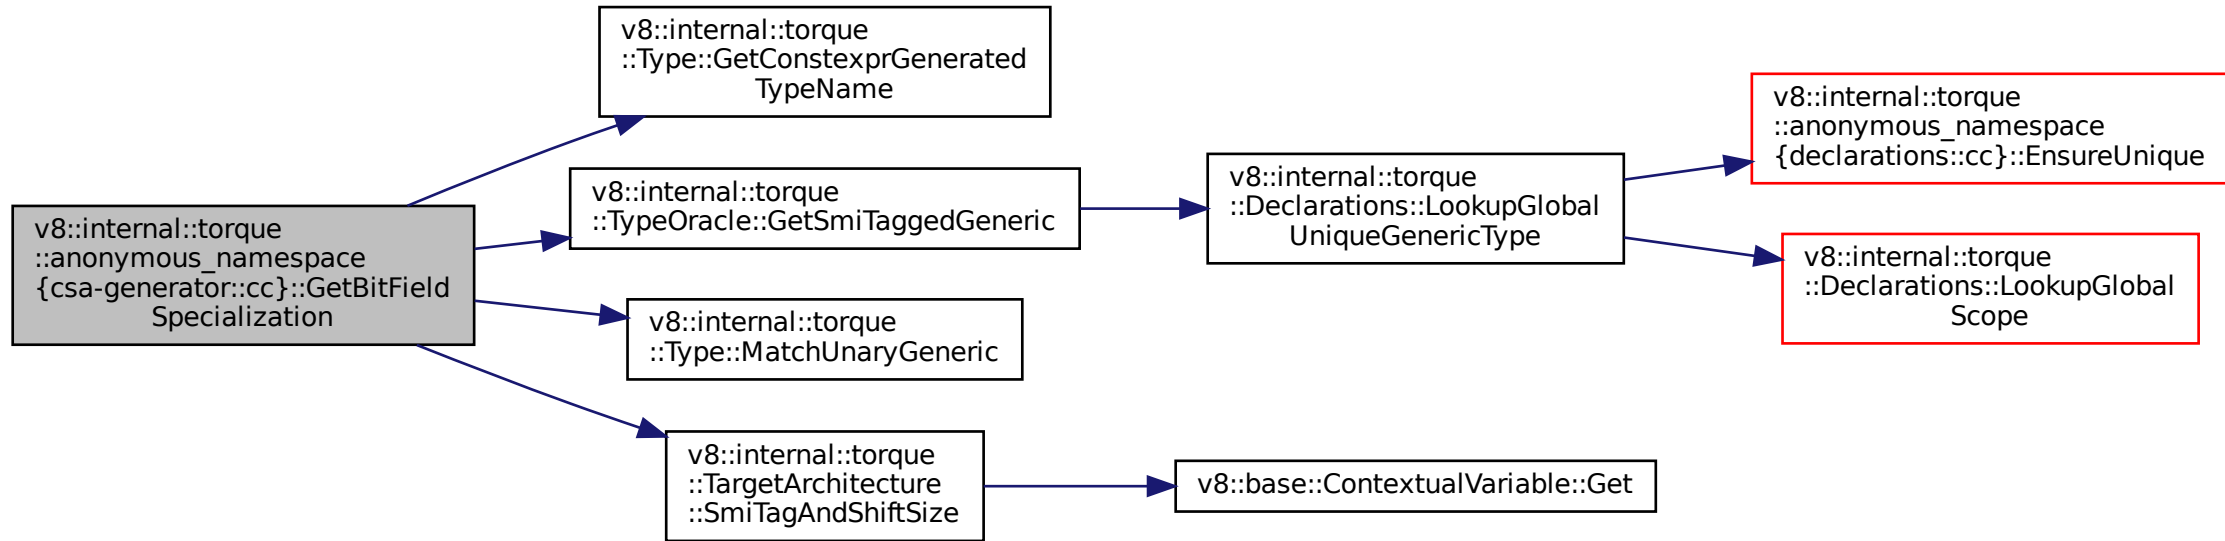 v8::internal::torque
::anonymous_namespace
{csa-generator::cc}::GetBitField
Specialization
v8::internal::torque
::Type::GetConstexprGenerated
TypeName
v8::internal::torque
::TypeOracle::GetSmiTaggedGeneric
v8::internal::torque
::Type::MatchUnaryGeneric
v8::internal::torque
::TargetArchitecture
::SmiTagAndShiftSize
v8::internal::torque
::Declarations::LookupGlobal
UniqueGenericType
v8::base::ContextualVariable::Get
v8::internal::torque
::anonymous_namespace
{declarations::cc}::EnsureUnique
v8::internal::torque
::Declarations::LookupGlobal
Scope